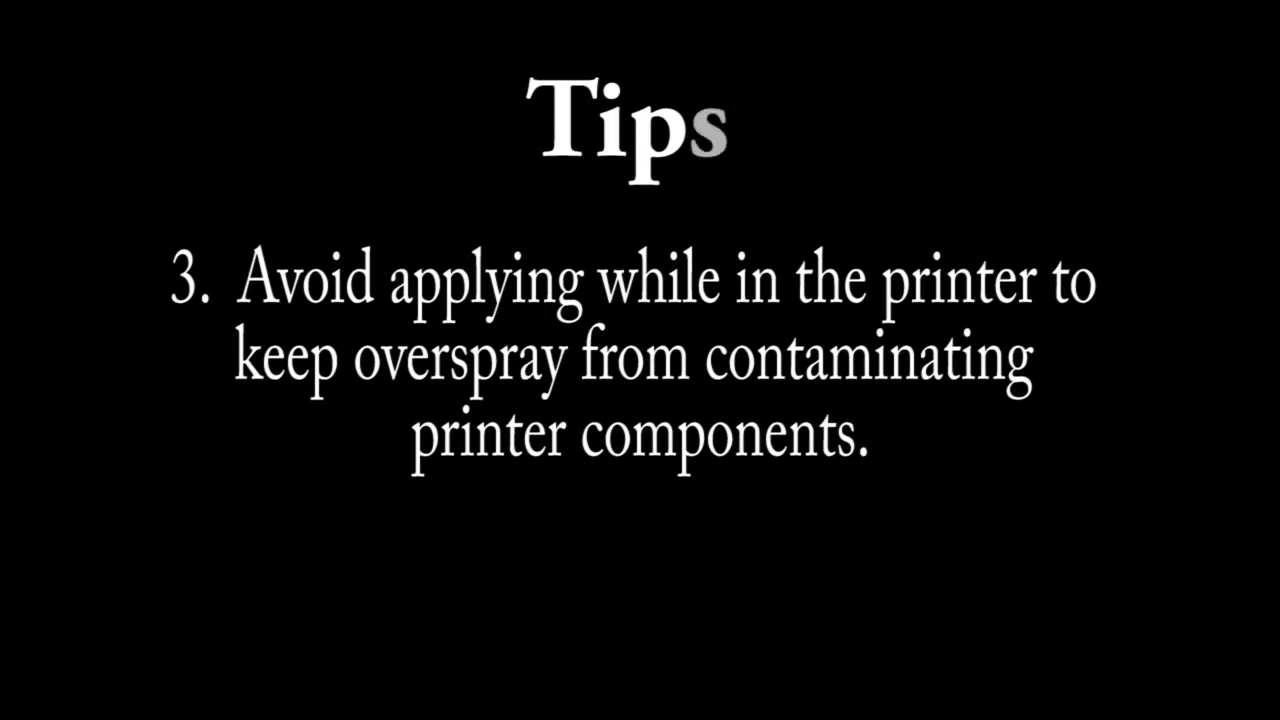 Tips
3. Avoid applying while in the printer to
keep overspray from contaminating
printer components.